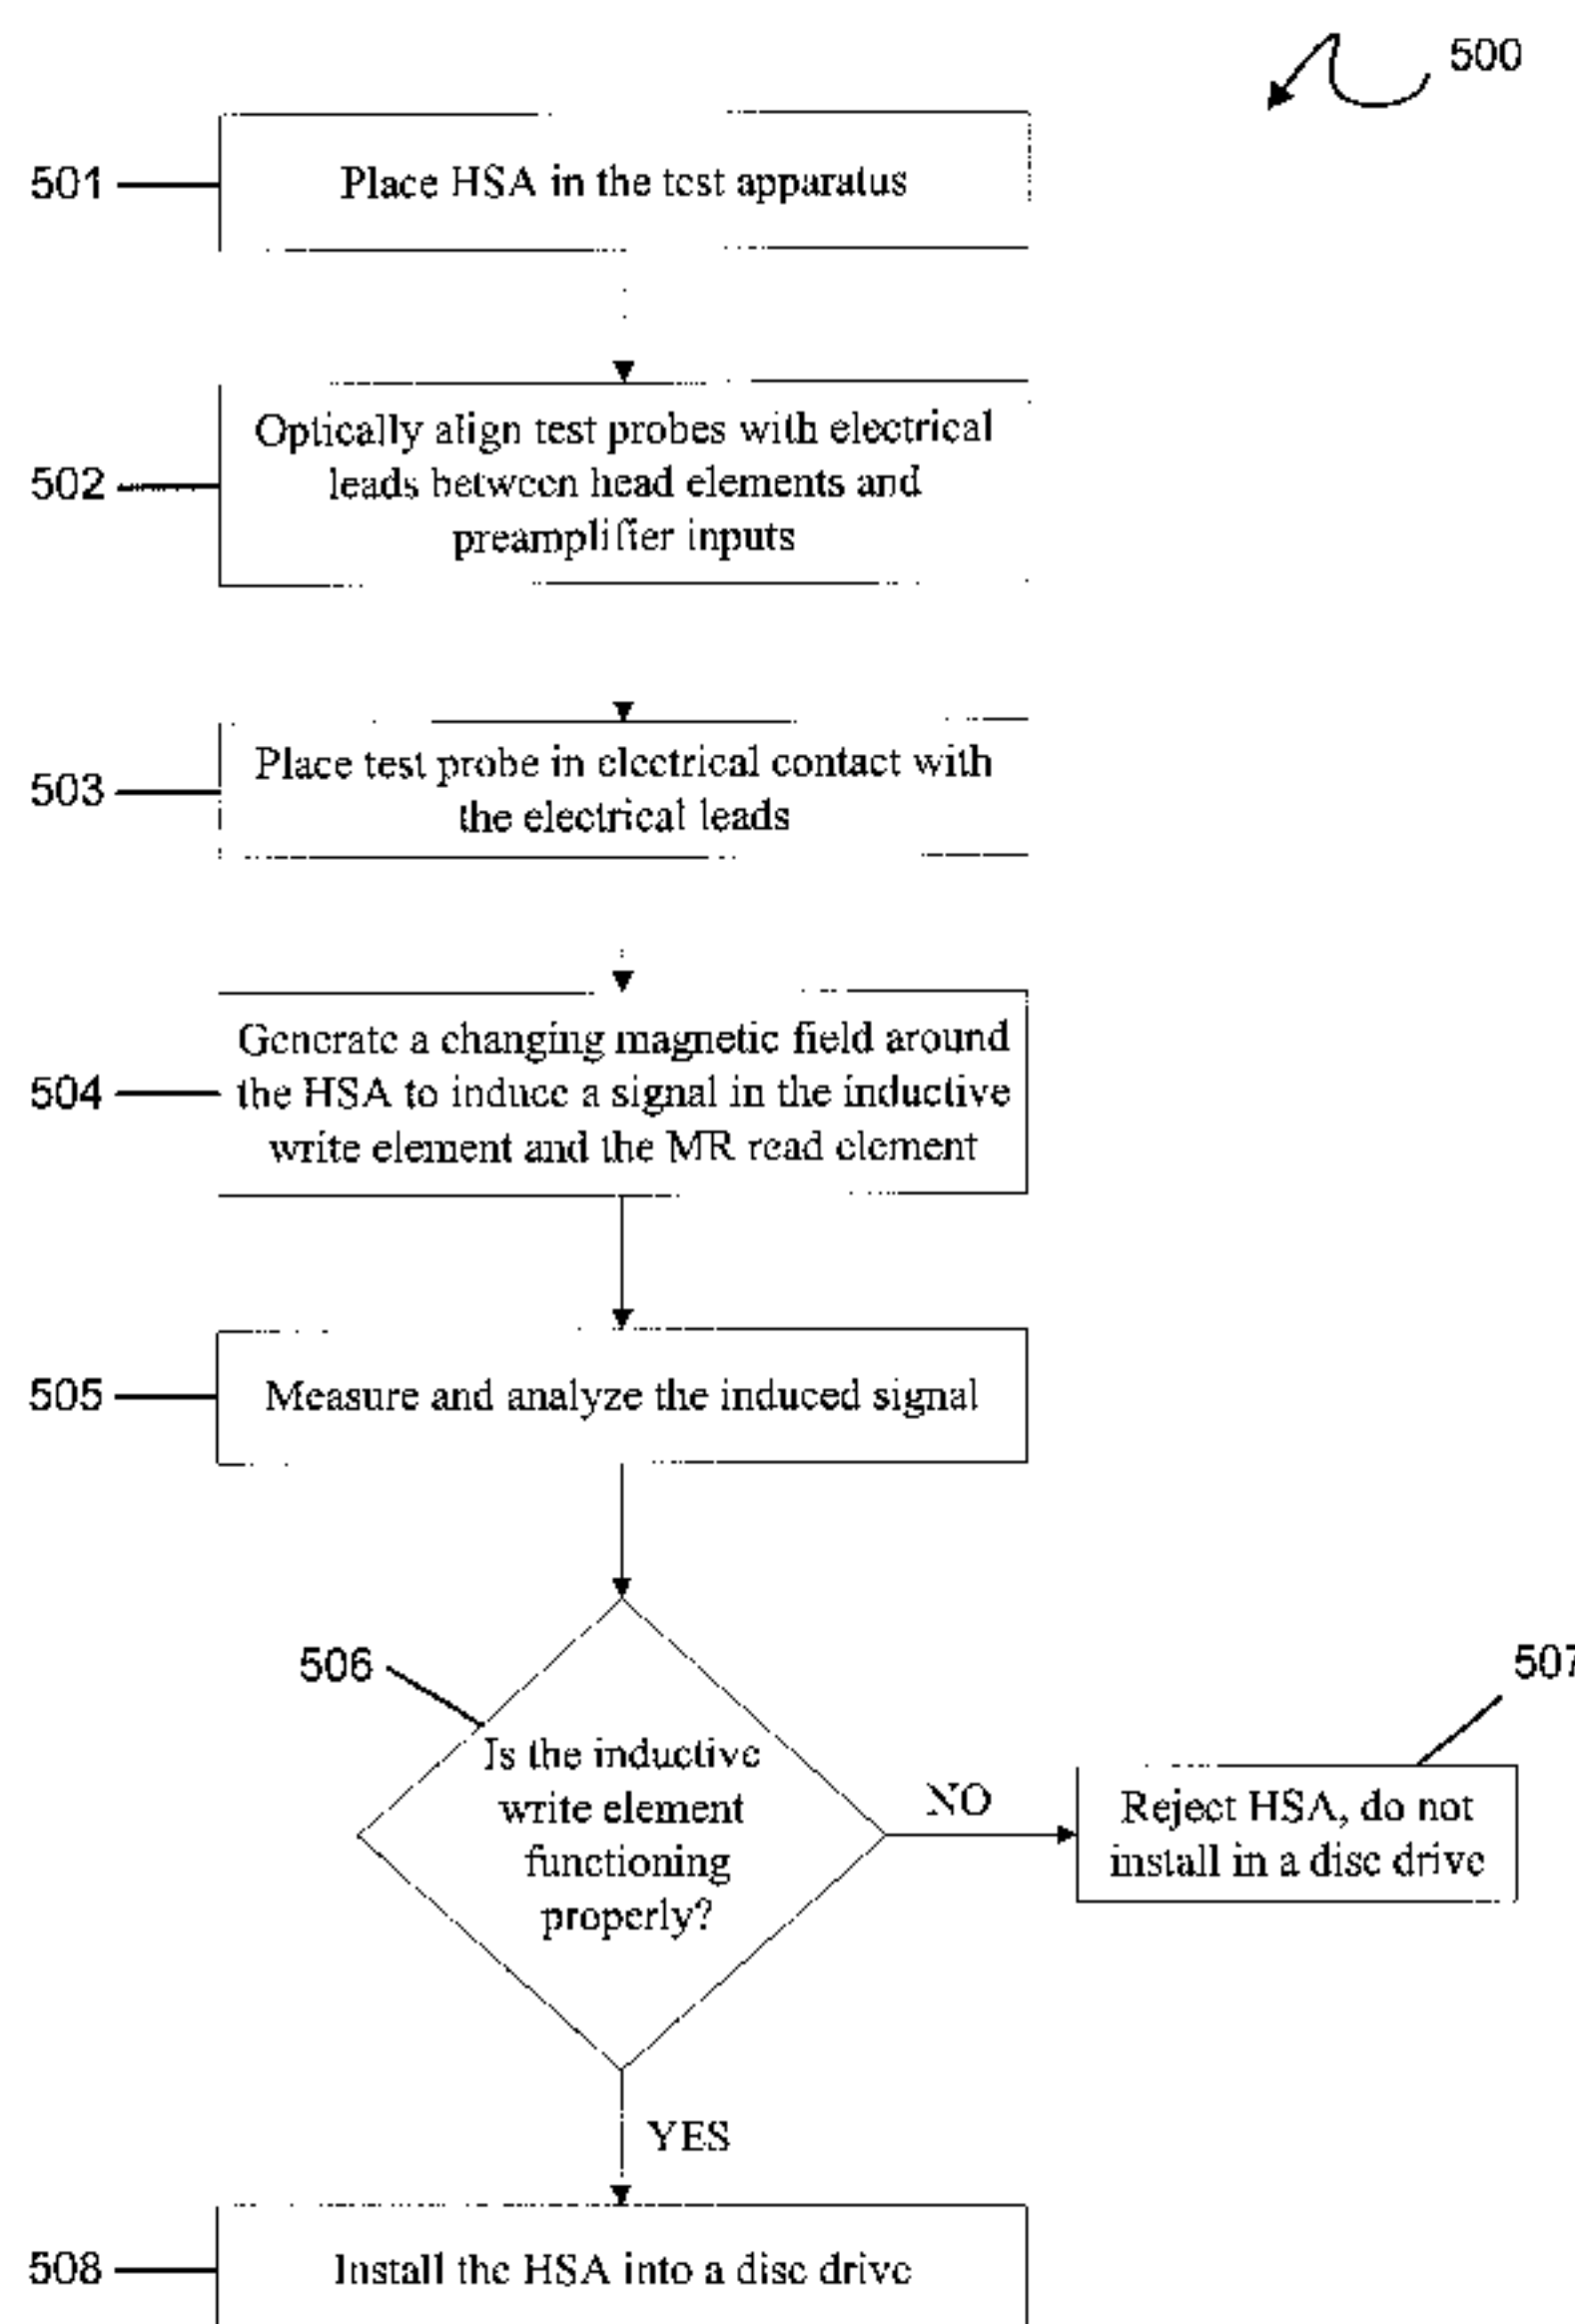 500
501
Place HSA in the test apparatus
502
Optically align test probes with electrical
leads between head elements and
preamplifier inputs
503
Place test probe in electrical contact with
the electrical leads
504
Generate a changing magnetic field around
the HSA to induce a signal in the inductive
write element and the MR read element
505
Measure and analyze the induced signal
506
Is the inductive
write element
functioning
properly?
NO
507
Reject HSA, do not
install in a disc drive
YES
508
Install the HSA into a disc drive